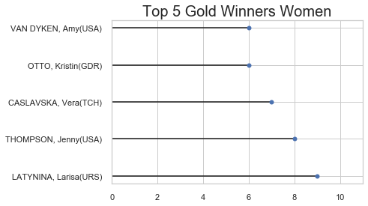 Top 5 Gold Winners Women
VAN DYKEN, Amy(USA)
OTTO, Kristin(GDR)
CASLAVSKA, Vera(TCH)
THOMPSON, Jenny(USA)
LATYNINA, Larisa(URS)
0 2 4 6 8 10